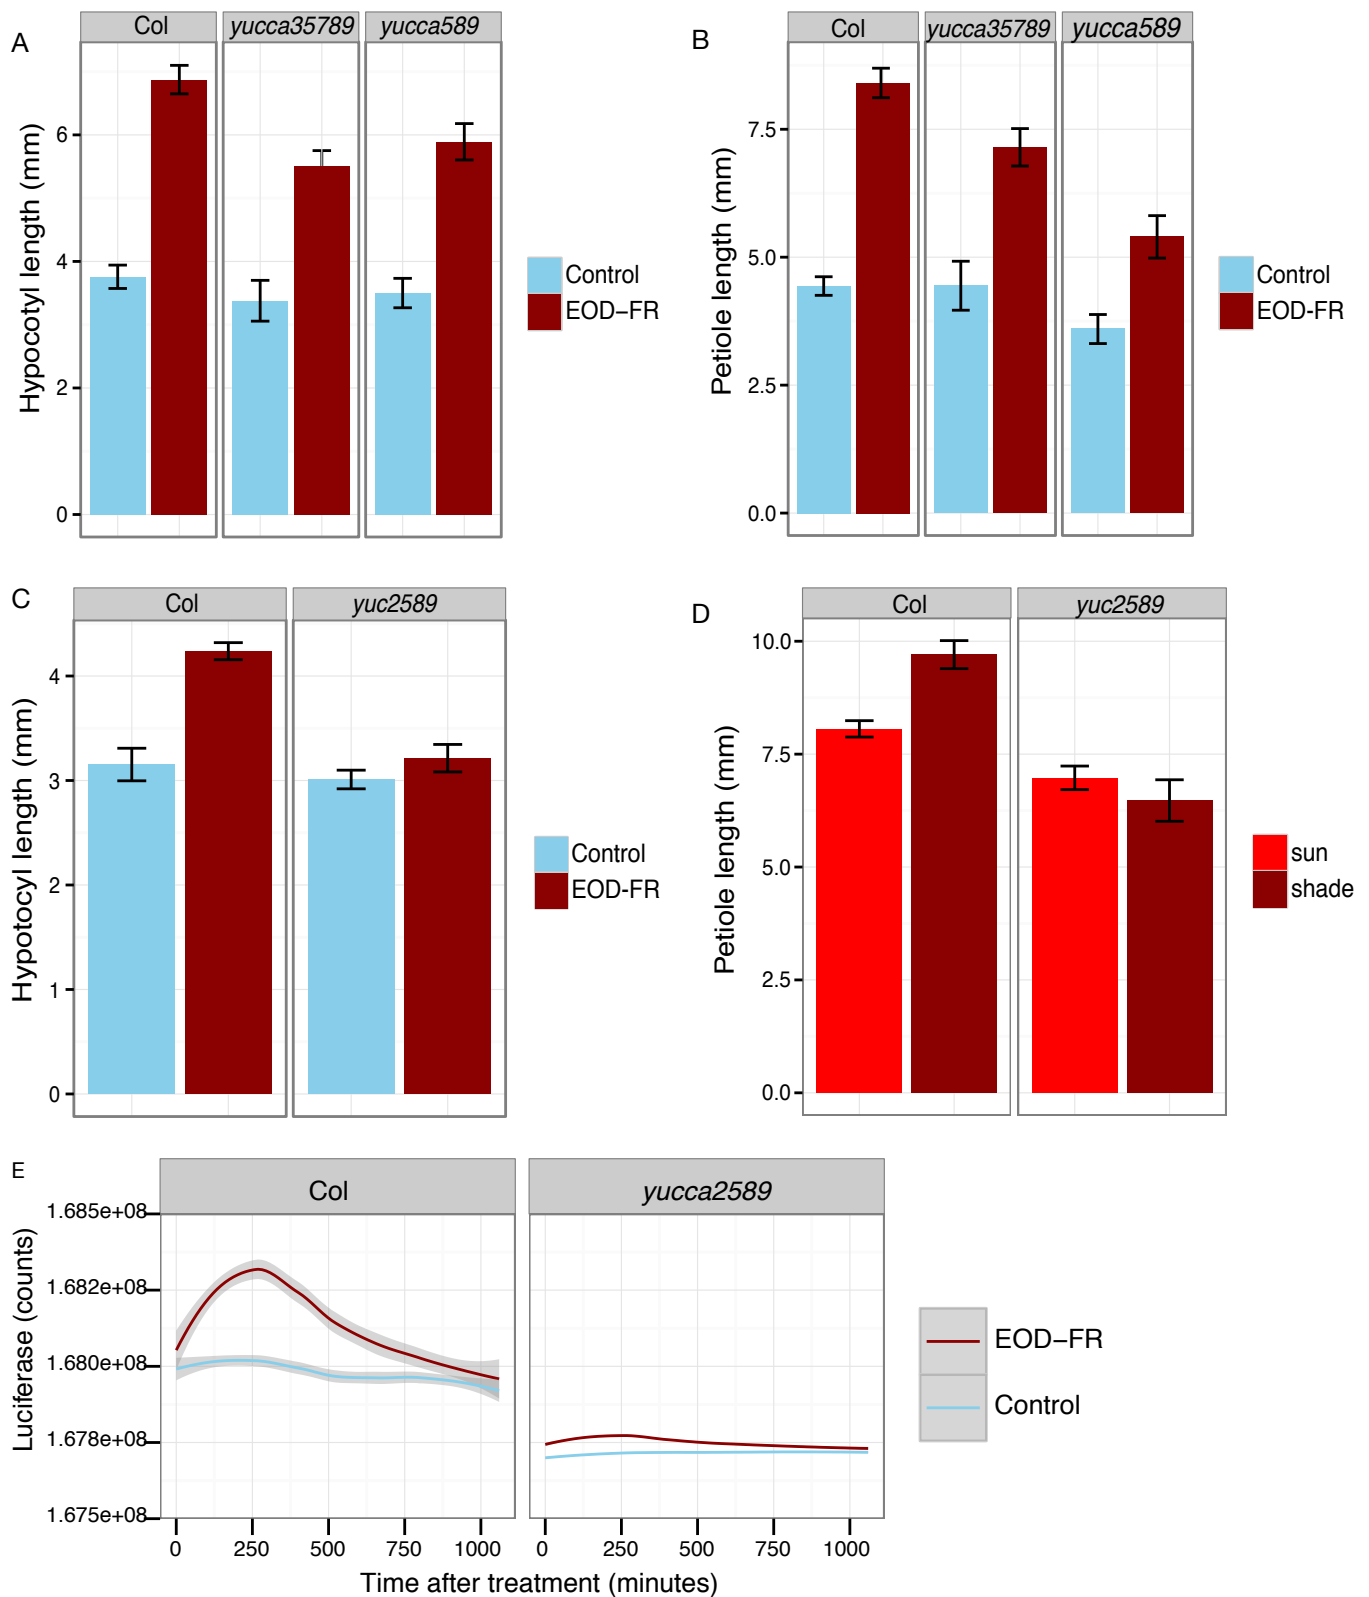 A
Col yucca35789 yucca589
Hypocotyl length (mm)
6
4
2
0
Control
EOD−FR
B
Col yucca35789 yucca589
Petiole length (mm)
7.5
5.0
2.5
0.0
Control
EOD-FR
C
Col yuc2589
Hypotocyl length (mm)
4
3
2
1
0
Control
EOD-FR
D
Col yuc2589
Petiole length (mm)
10.0
7.5
5.0
2.5
0.0
sun
shade
E
Col yucca2589
Luciferase (counts)
1.685e+08
1.682e+08
1.680e+08
1.678e+08
1.675e+08
0 250 500 750 1000 0 250 500 750 1000
Time after treatment (minutes)
EOD−FR
Control